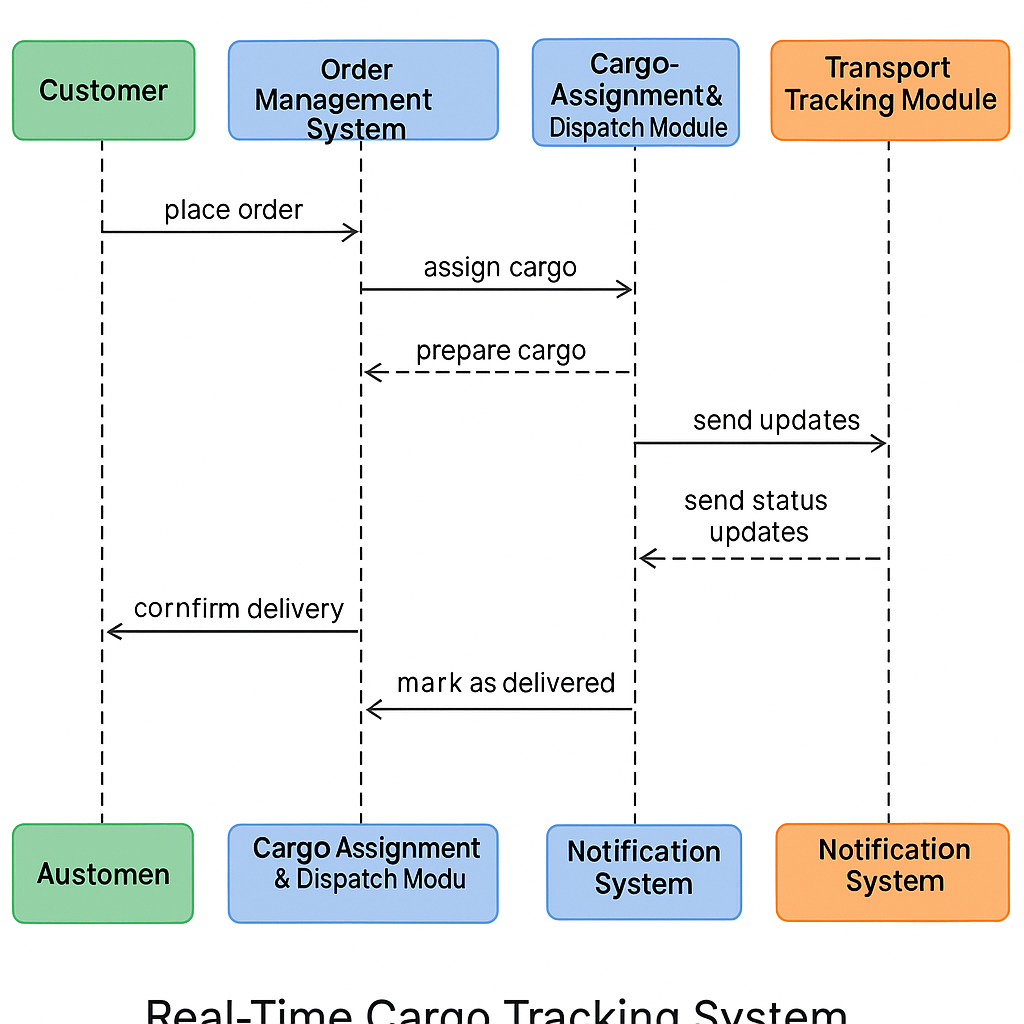 Customer
Order
Management
System
Cargo-
Assignment&
Dispatch Module
Transport
Tracking Module
place order
assign cargo
prepare cargo
send updates
send status
updates
cornfirm delivery
mark as delivered
Austomen
Cargo Assignment
& Dispatch Modu
Notification
System
Notification
System
Real-Time Cargo Tracking System